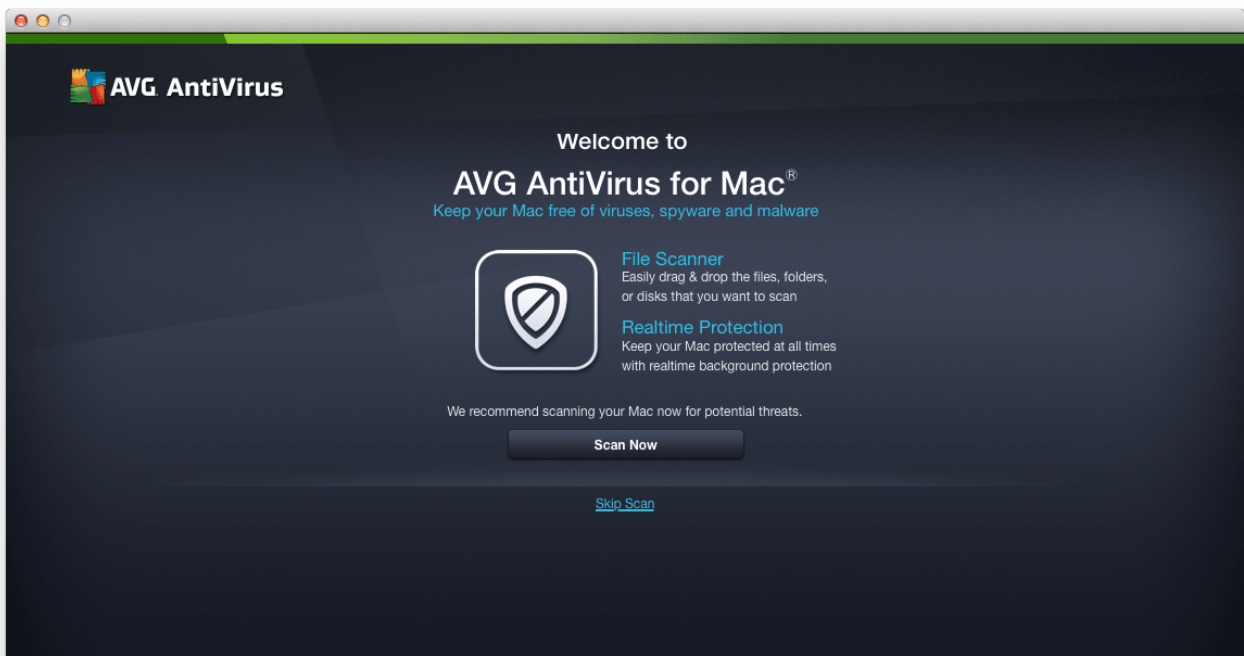 AVG. AntiVirus
Welcome to
AVG AntiVirus for Mac®
Keep your Mac free of viruses, spyware and malware
File Scanner
Easily drag & drop the files, folders,
or disks that you want to scan
Realtime Protection
Keep your Mac protected at all times
with realtime background protection
We recommend scanning your Mac now for potential threats.
Scan Now
Skip Scan